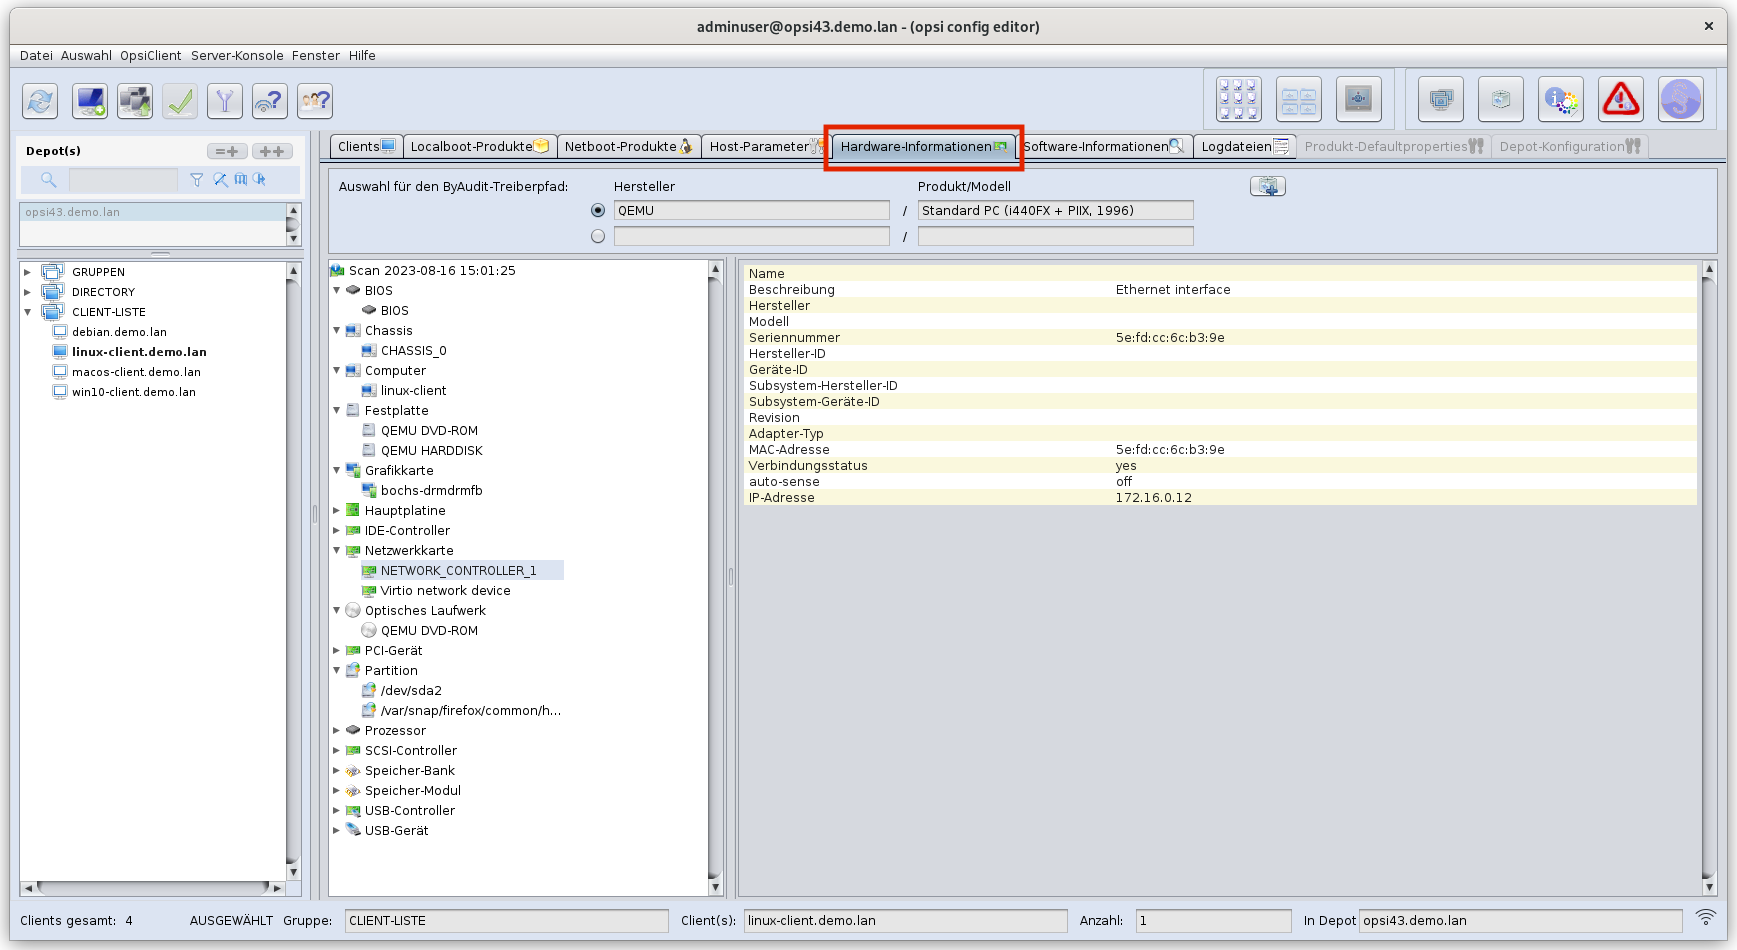 adminuser@opsi43.demo.lan - (opsi config editor)
Datei Auswahl OpsiClient Server-Konsole Fenster Hilfe
Depot(s)
opsi43.demo.lan
GRUPPEN
DIRECTORY
CLIENT-LISTE
debian.demo.lan
linux-client.demo.lan
macos-client.demo.lan
win10-client.demo.lan
Clients Localboot-Produkte Netboot-Produkte Host-Parameter Hardware-Informationen Software-Informationen Logdateien Produkt-Defaultproperties Depot-Konfiguration
Auswahl für den ByAudit-Treiberpfad: Hersteller Produkt/Modell
QEMU / Standard PC (i440FX + PIIX, 1996)
/
Scan 2023-08-16 15:01:25
BIOS
BIOS
Chassis
CHASSIS_0
Computer
linux-client
Festplatte
QEMU DVD-ROM
QEMU HARDDISK
Grafikkarte
bochs-drmdrmfb
Hauptplatine
IDE-Controller
Netzwerkkarte
NETWORK_CONTROLLER_1
Virtio network device
Optisches Laufwerk
QEMU DVD-ROM
PCI-Gerät
Partition
/dev/sda2
/var/snap/firefox/common/h...
Prozessor
SCSI-Controller
Speicher-Bank
Speicher-Modul
USB-Controller
USB-Gerät
Name
Beschreibung Ethernet interface
Hersteller
Modell
Seriennummer 5e:fd:cc:6c:b3:9e
Hersteller-ID
Geräte-ID
Subsystem-Hersteller-ID
Subsystem-Geräte-ID
Revision
Adapter-Typ
MAC-Adresse 5e:fd:cc:6c:b3:9e
Verbindungsstatus yes
auto-sense off
IP-Adresse 172.16.0.12
Clients gesamt: 4 AUSGEWÄHLT Gruppe: CLIENT-LISTE Client(s): linux-client.demo.lan Anzahl: 1 In Depot opsi43.demo.lan